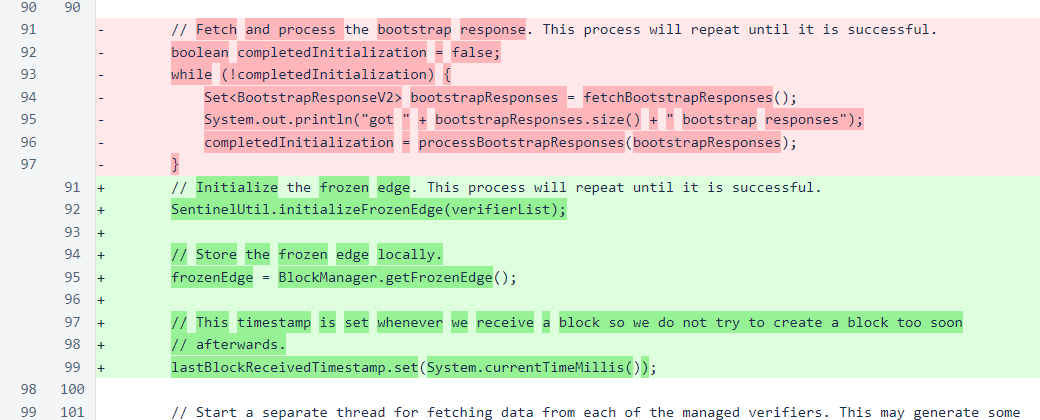 90 90
91 - // Fetch and process the bootstrap response. This process will repeat until it is successful.
92 - boolean completedInitialization = false;
93 - while (!completedInitialization) {
94 - Set<BootstrapResponseV2> bootstrapResponses = fetchBootstrapResponses();
95 - System.out.println("got " + bootstrapResponses.size() + " bootstrap responses");
96 - completedInitialization = processBootstrapResponses(bootstrapResponses);
97 - }
91 + // Initialize the frozen edge. This process will repeat until it is successful.
92 + SentinelUtil.initializeFrozenEdge(verifierList);
93 +
94 + // Store the frozen edge locally.
95 + frozenEdge = BlockManager.getFrozenEdge();
96 +
97 + // This timestamp is set whenever we receive a block so we do not try to create a block too soon
98 + // afterwards.
99 + lastBlockReceivedTimestamp.set(System.currentTimeMillis());
98 100
99 101 // Start a separate thread for fetching data from each of the managed verifiers. This may generate some